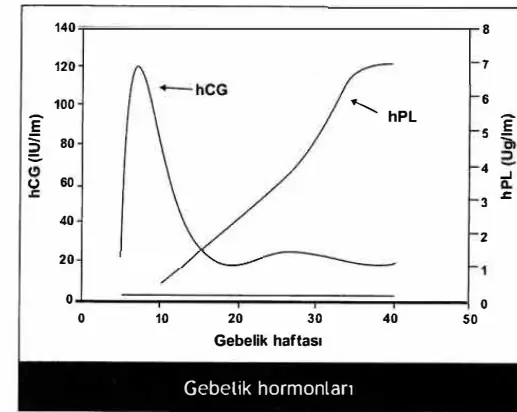 140
120
100
80
60
40
20
0
hCG (IU/lm)
hCG
hPL
8
7
6
5
4
3
2
1
0
hPL (Ug/lm)
0 10 20 30 40 50
Gebelik haftası
Gebelik hormonları